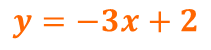 y = −3x + 2